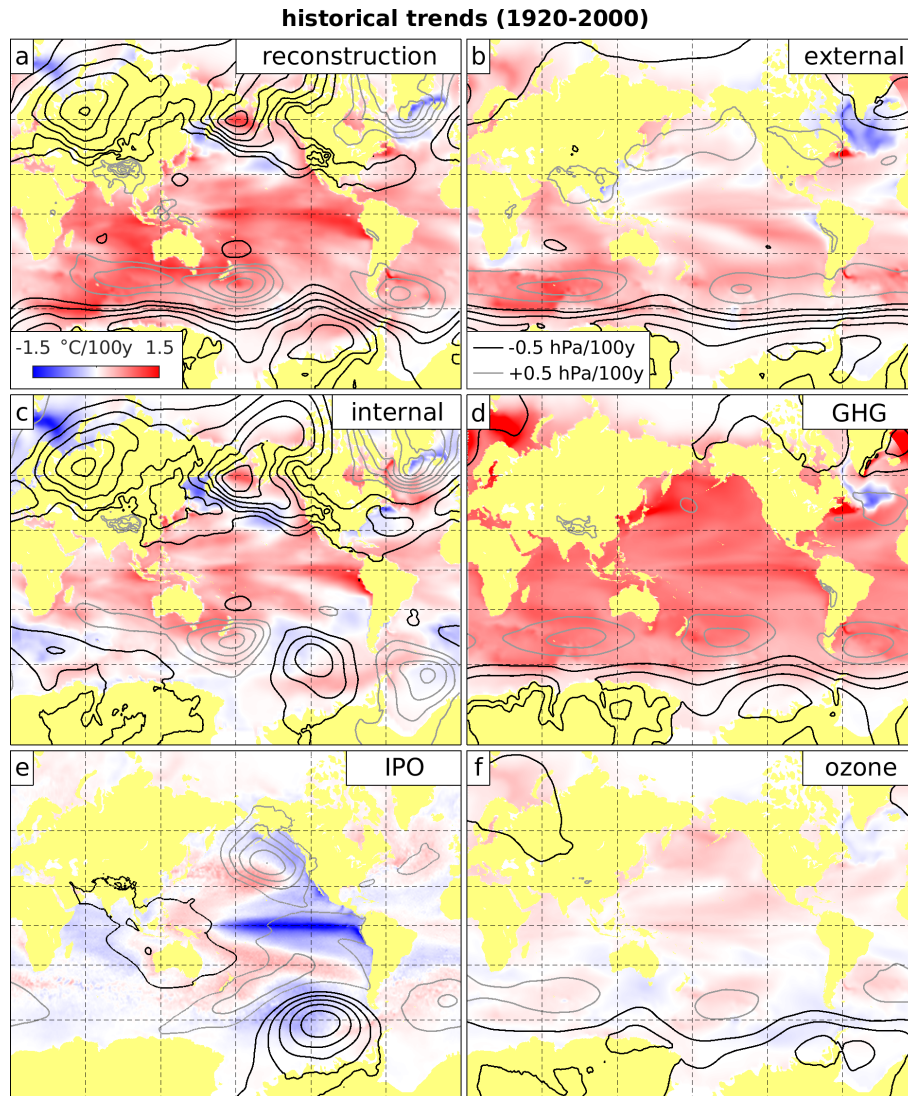 historical trends (1920-2000)
a
reconstruction
b
external
-1.5 °C/100y 1.5
-0.5 hPa/100y
+0.5 hPa/100y
c
internal
d
GHG
e
IPO
f
ozone